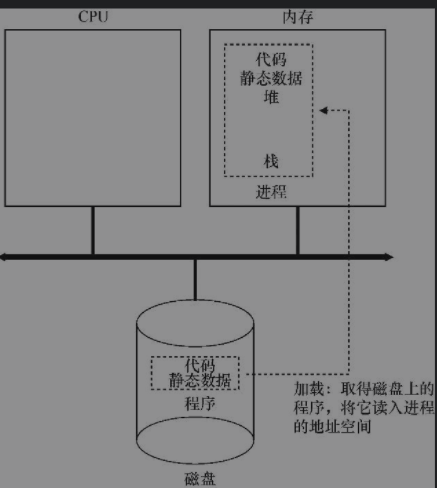 CPU
内存
代码
静态数据
堆
栈
进程
代码
静态数据
程序
加载：取得磁盘上的
程序，将它读入进程
的地址空间
磁盘